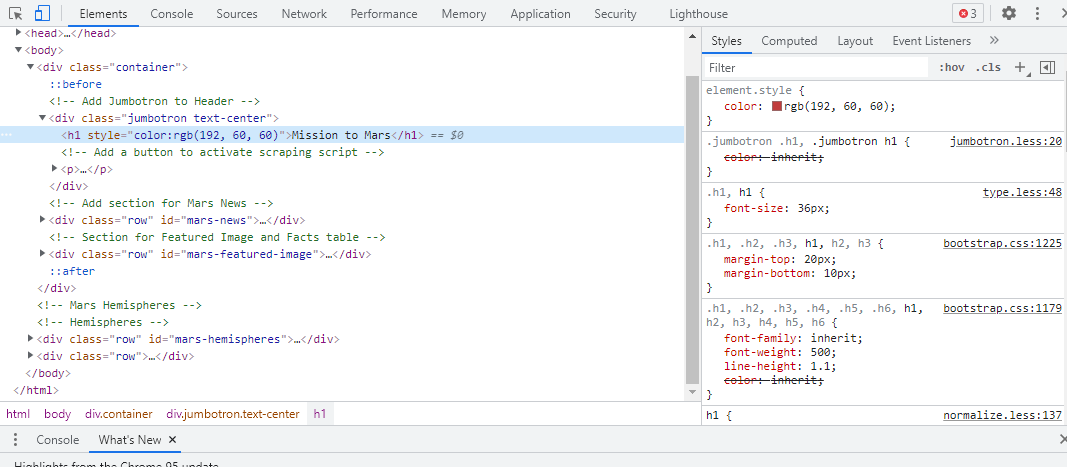 Elements Console Sources Network Performance Memory Application Security Lighthouse 3
<head>…</head>
<body>
<div class="container">
::before
<!-- Add Jumbotron to Header -->
<div class="jumbotron text-center">
<h1 style="color:rgb(192, 60, 60)">Mission to Mars</h1> == $0
<!-- Add a button to activate scraping script -->
<p>…</p>
</div>
<!-- Add section for Mars News -->
<div class="row" id="mars-news">…</div>
<!-- Section for Featured Image and Facts table -->
<div class="row" id="mars-featured-image">…</div>
::after
</div>
<!-- Mars Hemispheres -->
<!-- Hemispheres -->
<div class="row" id="mars-hemispheres">…</div>
<div class="row">…</div>
</body>
</html>
html body div.container div.jumbotron.text-center h1
Styles Computed Layout Event Listeners »
Filter :hov .cls +
element.style {
color: rgb(192, 60, 60);
}
.jumbotron .h1, .jumbotron h1 { jumbotron.less:20
color: inherit;
}
.h1, h1 { type.less:48
font-size: 36px;
}
.h1, .h2, .h3, h1, h2, h3 { bootstrap.css:1225
margin-top: 20px;
margin-bottom: 10px;
}
.h1, .h2, .h3, .h4, .h5, .h6, h1, bootstrap.css:1179
h2, h3, h4, h5, h6 {
font-family: inherit;
font-weight: 500;
line-height: 1.1;
color: inherit;
}
h1 { normalize.less:137
Console What's New ×
Highlights from the Chrome 95 update